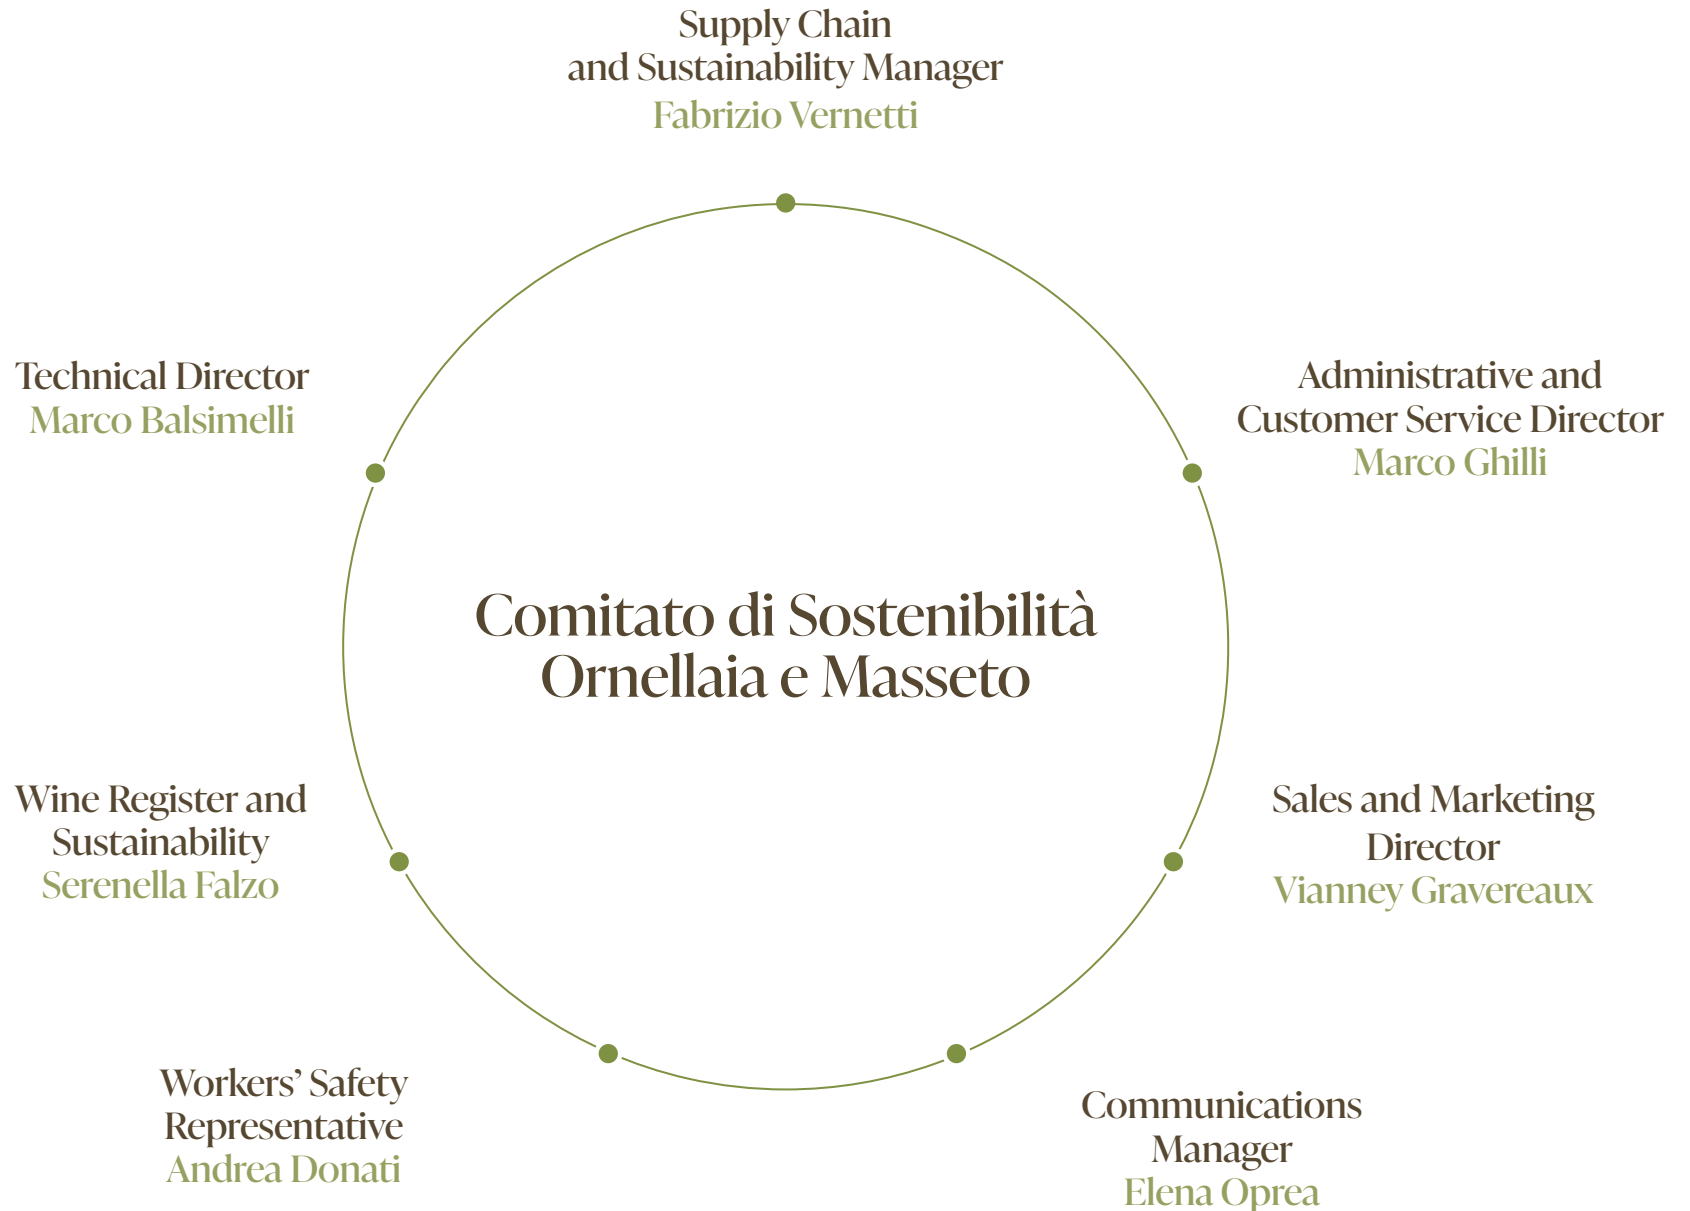 Supply Chain
and Sustainability Manager
Fabrizio Vernetti
Technical Director
Marco Balsimelli
Administrative and
Customer Service Director
Marco Ghilli
Comitato di Sostenibilità
Ornellaia e Masseto
Wine Register and
Sustainability
Serenella Falzo
Sales and Marketing
Director
Vianney Gravereaux
Workers’ Safety
Representative
Andrea Donati
Communications
Manager
Elena Oprea